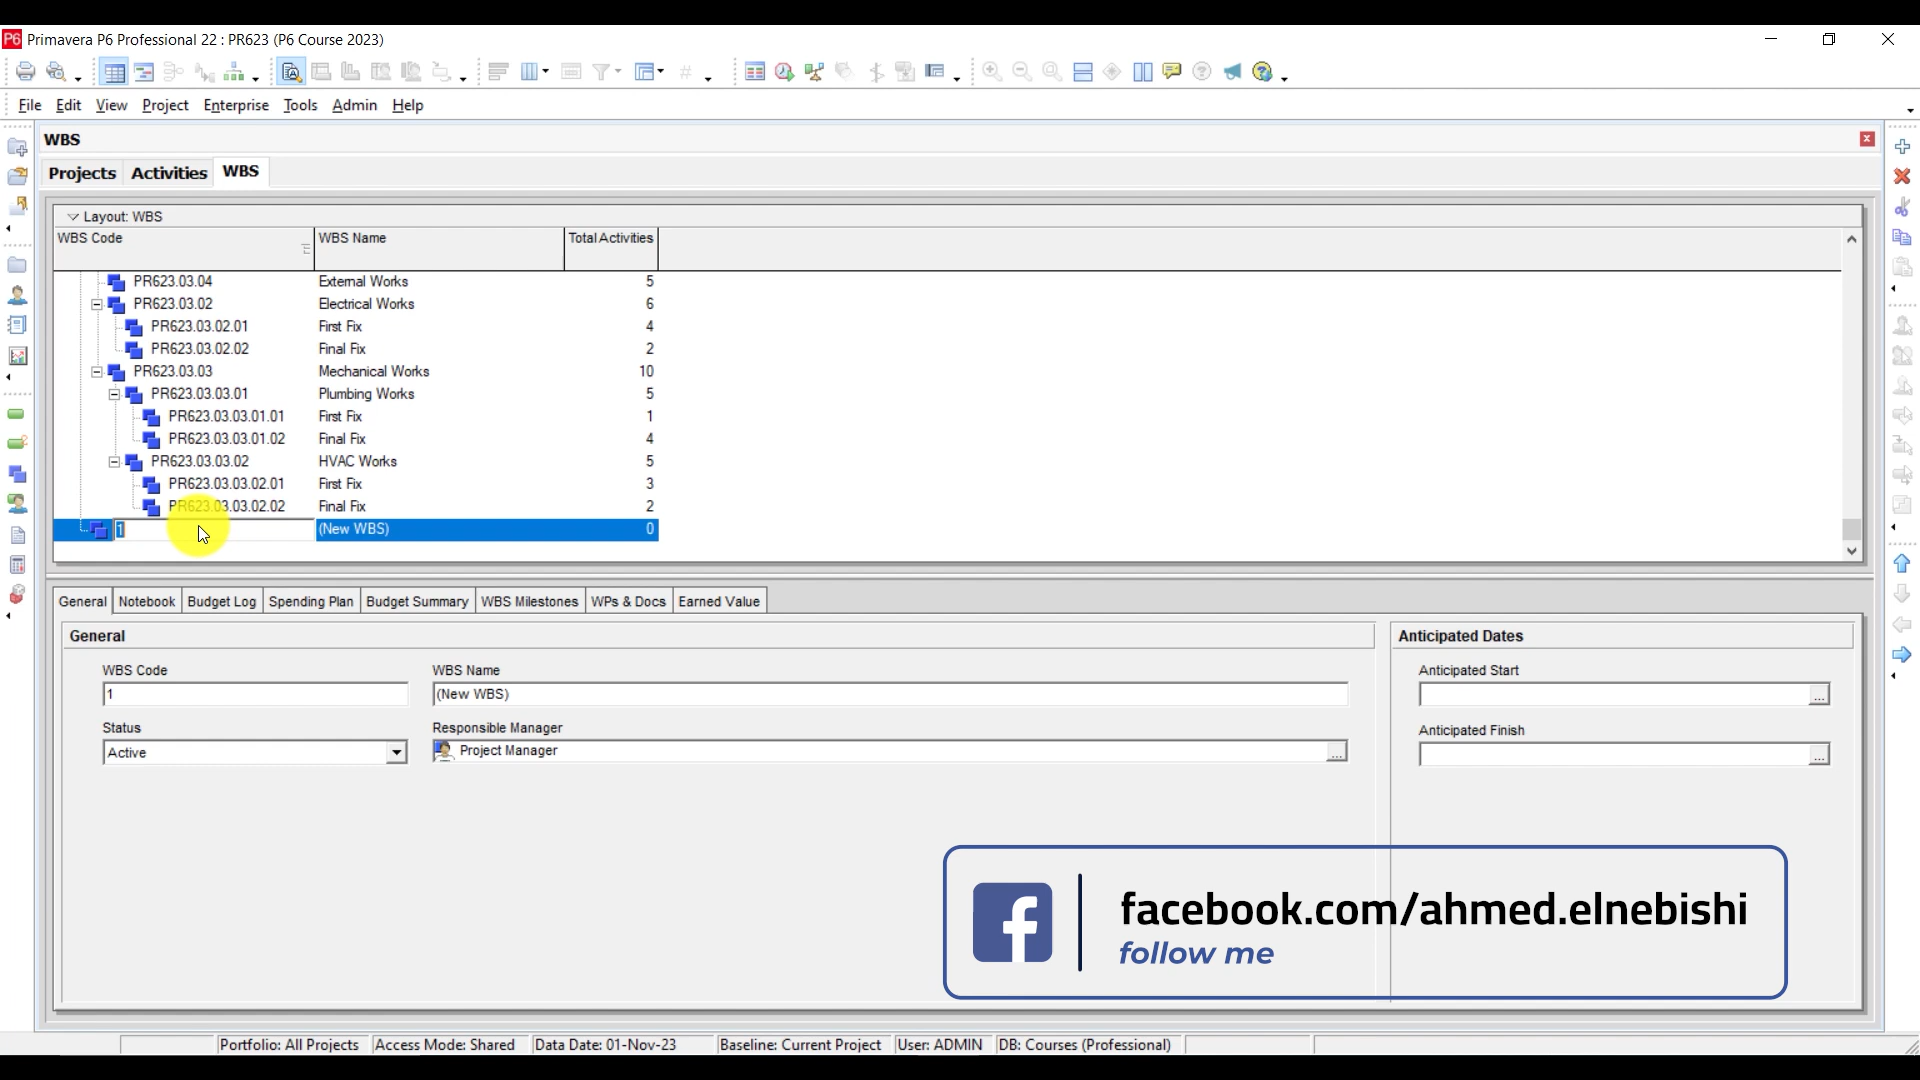 Primavera P6 Professional 22 : PR623 (P6 Course 2023)
File Edit View Project Enterprise Tools Admin Help
WBS
Projects Activities WBS
Layout: WBS
WBS Code WBS Name Total Activities
PR623.03.04 External Works 5
PR623.03.02 Electrical Works 6
PR623.03.02.01 First Fix 4
PR623.03.02.02 Final Fix 2
PR623.03.03 Mechanical Works 10
PR623.03.03.01 Plumbing Works 5
PR623.03.03.01.01 First Fix 1
PR623.03.03.01.02 Final Fix 4
PR623.03.03.02 HVAC Works 5
PR623.03.03.02.01 First Fix 3
PR623.03.03.02.02 Final Fix 2
1 (New WBS) 0
General Notebook Budget Log Spending Plan Budget Summary WBS Milestones WPs & Docs Earned Value
General Anticipated Dates
WBS Code WBS Name Anticipated Start
1 (New WBS)
Status Responsible Manager Anticipated Finish
Active Project Manager
facebook.com/ahmed.elnebishi
follow me
Portfolio: All Projects Access Mode: Shared Data Date: 01-Nov-23 Baseline: Current Project User: ADMIN DB: Courses (Professional)